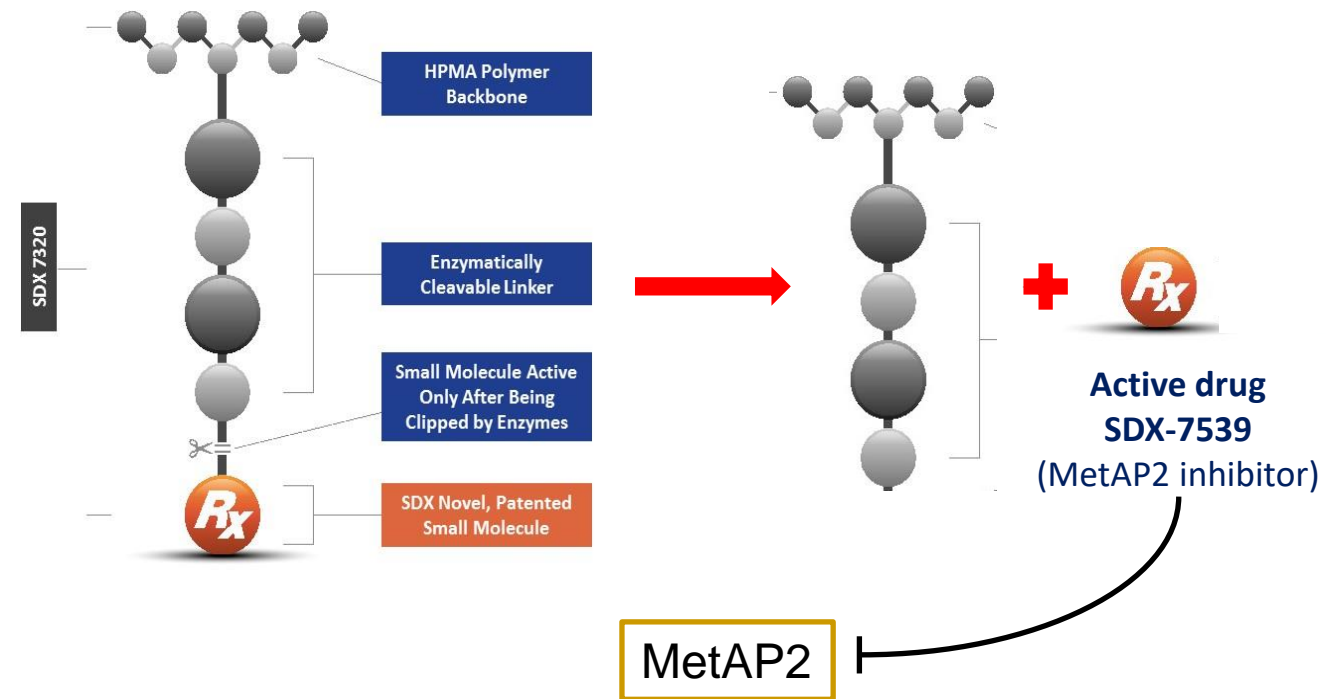 HPMA Polymer
Backbone
SDX 7320
Enzymatically
Cleavable Linker
Small Molecule Active
Only After Being
Clipped by Enzymes
Rx
SDX Novel, Patented
Small Molecule
Rx
Active drug
SDX-7539
(MetAP2 inhibitor)
MetAP2